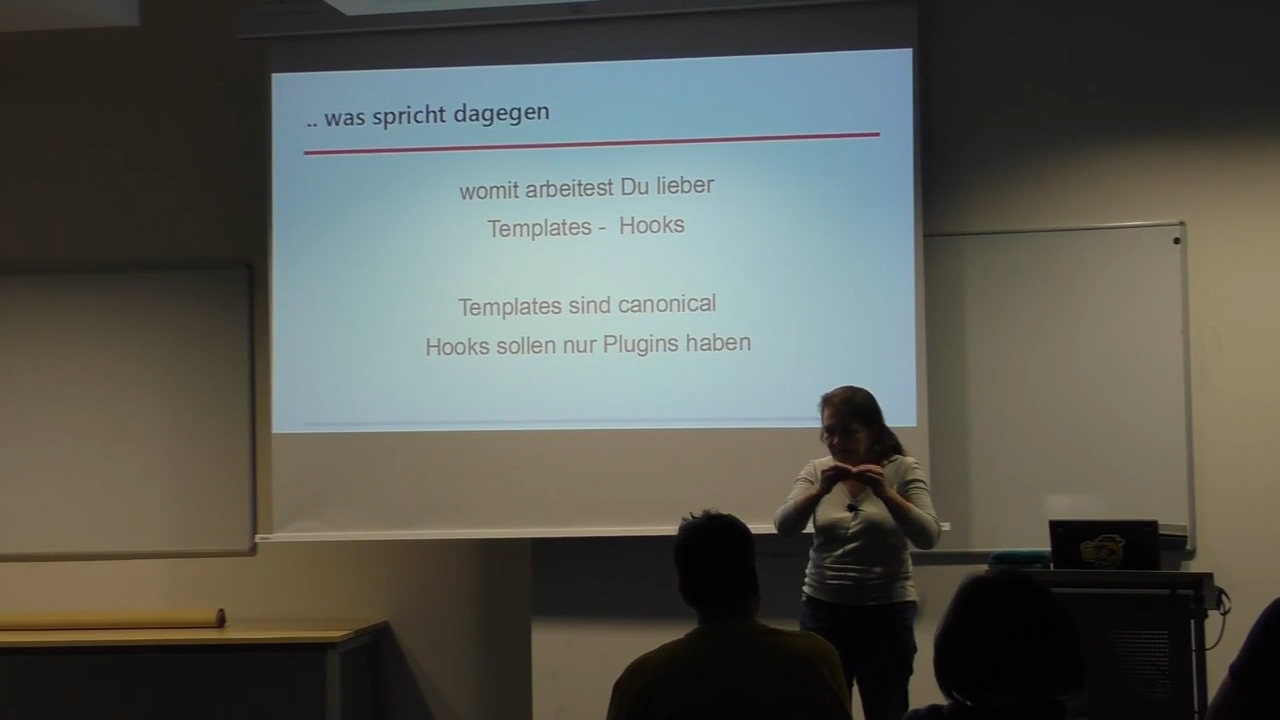 .. was spricht dagegen
womit arbeitest Du lieber
Templates - Hooks
Templates sind canonical
Hooks sollen nur Plugins haben